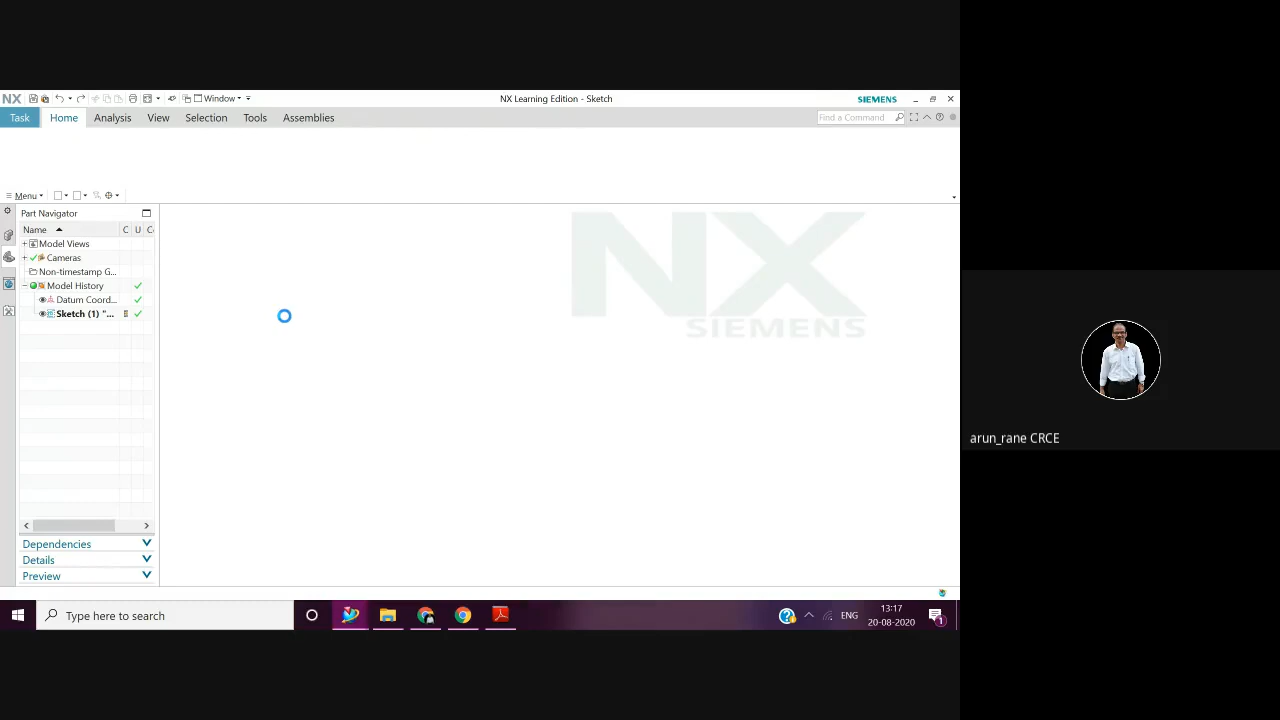 NX Window NX Learning Edition - Sketch SIEMENS
Task Home Analysis View Selection Tools Assemblies Find a Command
Menu
Part Navigator
Name C U Co
Model Views
Cameras
Non-timestamp G...
Model History
Datum Coord...
Sketch (1) "...
Dependencies
Details
Preview
NX
SIEMENS
Type here to search
ENG
13:17
20-08-2020
1
arun_rane CRCE